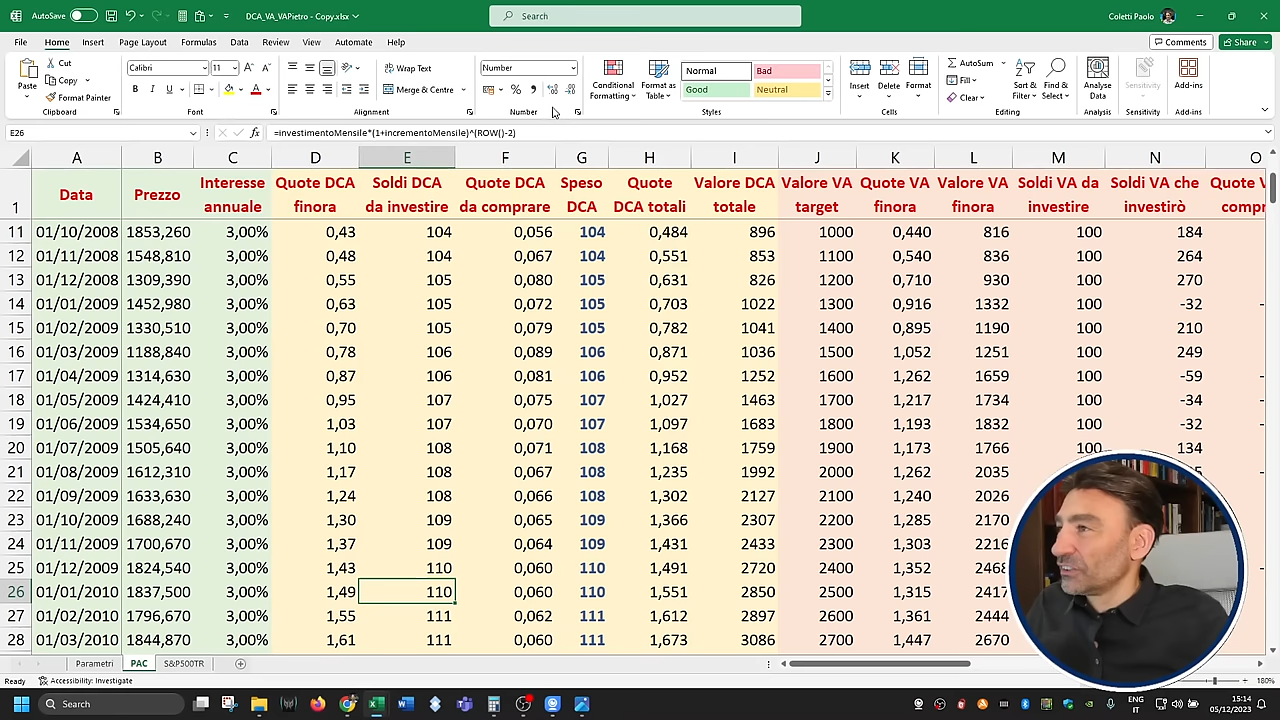 AutoSave
DCA_VA_VAPietro - Copy.xlsx
Search
Coletti Paolo
File Home Insert Page Layout Formulas Data Review View Automate Help
Comments Share
Paste
Cut
Copy
Format Painter
Clipboard
Calibri 11
Font
Wrap Text
Merge & Centre
Alignment
Number
Number
Conditional Formatting
Format as Table
Normal Bad
Good Neutral
Styles
Insert Delete Format
Cells
AutoSum
Fill
Clear
Sort & Filter
Find & Select
Editing
Analyse Data
Analysis
Sensitivity
Sensitivity
Add-ins
Add-ins
E26 fx =investimentoMensile*(1+incrementoMensile)^(ROW()-2)
A B C D E F G H I J K L M N O
1 Data Prezzo Interesse annuale Quote DCA finora Soldi DCA da investire Quote DCA da comprare Speso DCA Quote DCA totali Valore DCA totale Valore VA target Quote VA finora Valore VA finora Soldi VA da investire Soldi VA che investirò Quote
11 01/10/2008 1853,260 3,00% 0,43 104 0,056 104 0,484 896 1000 0,440 816 100 184
12 01/11/2008 1548,810 3,00% 0,48 104 0,067 104 0,551 853 1100 0,540 836 100 264
13 01/12/2008 1309,390 3,00% 0,55 105 0,080 105 0,631 826 1200 0,710 930 100 270
14 01/01/2009 1452,980 3,00% 0,63 105 0,072 105 0,703 1022 1300 0,916 1332 100 -32
15 01/02/2009 1330,510 3,00% 0,70 105 0,079 105 0,782 1041 1400 0,895 1190 100 210
16 01/03/2009 1188,840 3,00% 0,78 106 0,089 106 0,871 1036 1500 1,052 1251 100 249
17 01/04/2009 1314,630 3,00% 0,87 106 0,081 106 0,952 1252 1600 1,262 1659 100 -59
18 01/05/2009 1424,410 3,00% 0,95 107 0,075 107 1,027 1463 1700 1,217 1734 100 -34
19 01/06/2009 1534,650 3,00% 1,03 107 0,070 107 1,097 1683 1800 1,193 1832 100 -32
20 01/07/2009 1505,640 3,00% 1,10 108 0,071 108 1,168 1759 1900 1,173 1766 100 134
21 01/08/2009 1612,310 3,00% 1,17 108 0,067 108 1,235 1992 2000 1,262 2035
22 01/09/2009 1633,630 3,00% 1,24 108 0,066 108 1,302 2127 2100 1,240 2026
23 01/10/2009 1688,240 3,00% 1,30 109 0,065 109 1,366 2307 2200 1,285 2170
24 01/11/2009 1700,670 3,00% 1,37 109 0,064 109 1,431 2433 2300 1,303 2216
25 01/12/2009 1824,540 3,00% 1,43 110 0,060 110 1,491 2720 2400 1,352 2468
26 01/01/2010 1837,500 3,00% 1,49 110 0,060 110 1,551 2850 2500 1,315 2417
27 01/02/2010 1796,670 3,00% 1,55 111 0,062 111 1,612 2897 2600 1,361 2444
28 01/03/2010 1844,870 3,00% 1,61 111 0,060 111 1,673 3086 2700 1,447 2670
Parametri PAC S&P500TR
Ready Accessibility: Investigate 180%
Search
ENG
IT
15:14
05/12/2023